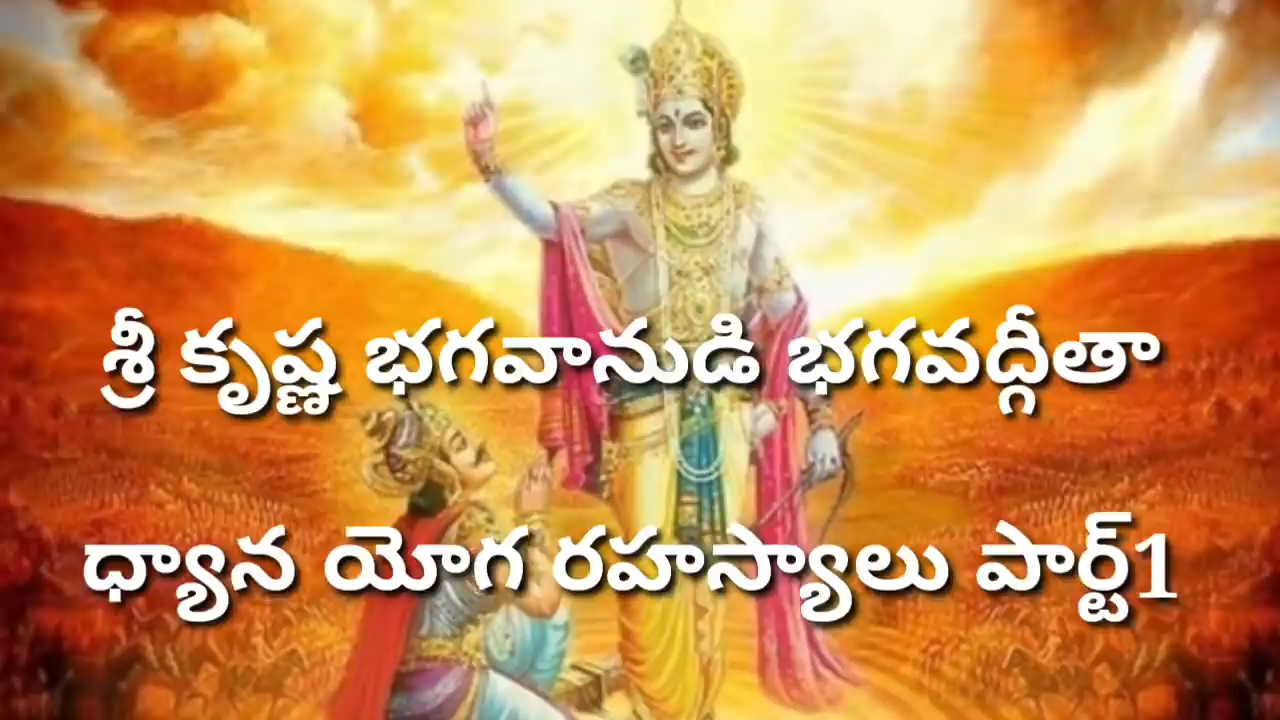 శ్రీ కృష్ణ భగవానుడి భగవద్గీతా
ధ్యాన యోగ రహస్యాలు పార్ట్1